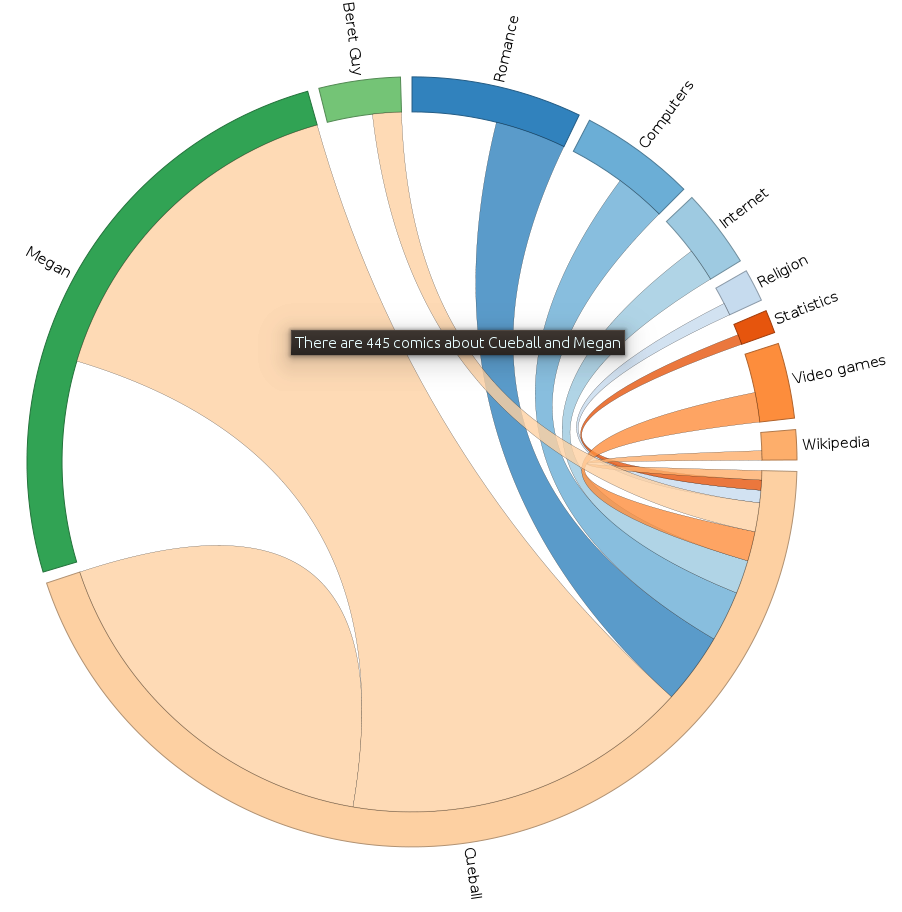 Beret Guy
Romance
Computers
Internet
Religion
Statistics
Video games
Wikipedia
Cueball
Megan
There are 445 comics about Cueball and Megan